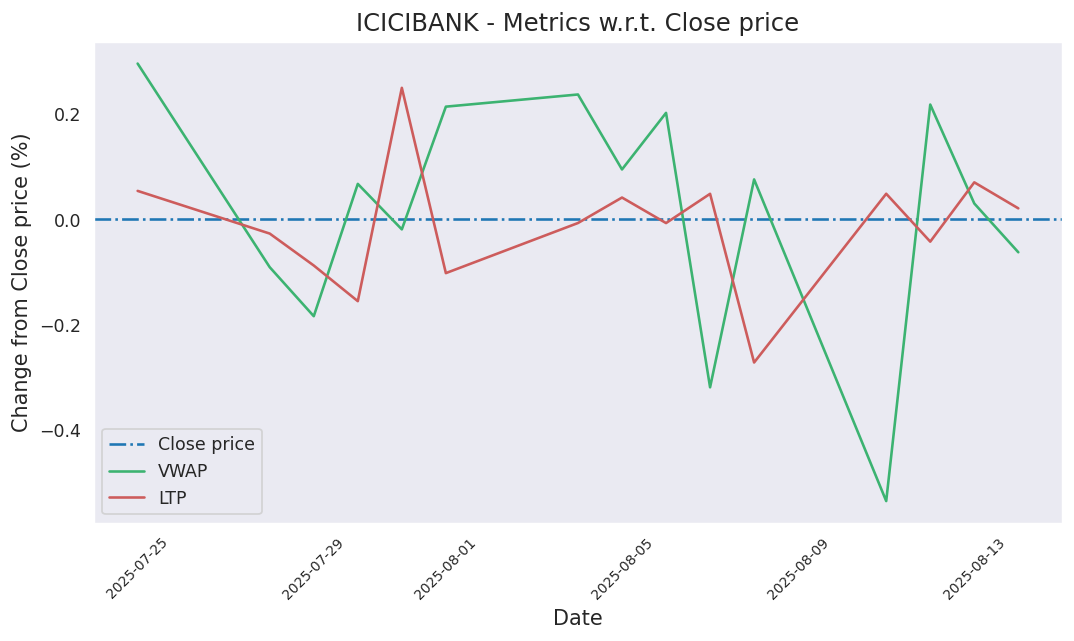 ICICIBANK - Metrics w.r.t. Close price
Change from Close price (%)
0.2
0.0
−0.2
−0.4
Close price
VWAP
LTP
2025-07-25
2025-07-29
2025-08-01
2025-08-05
2025-08-09
2025-08-13
Date